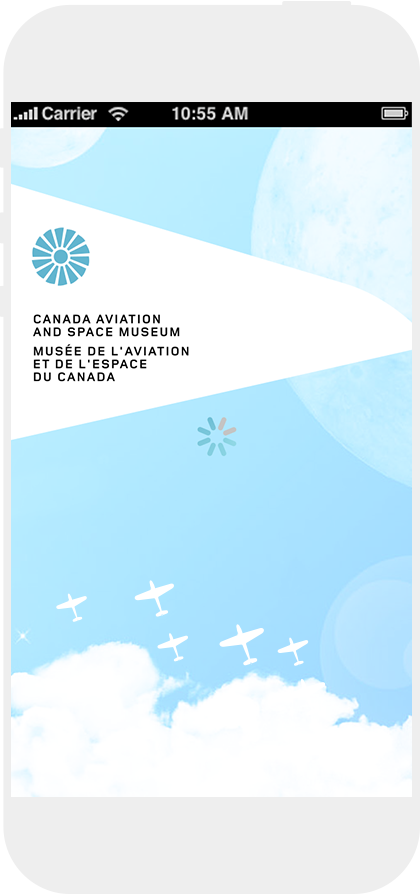 Carrier 10:55 AM
CANADA AVIATION
AND SPACE MUSEUM
MUSÉE DE L'AVIATION
ET DE L'ESPACE
DU CANADA